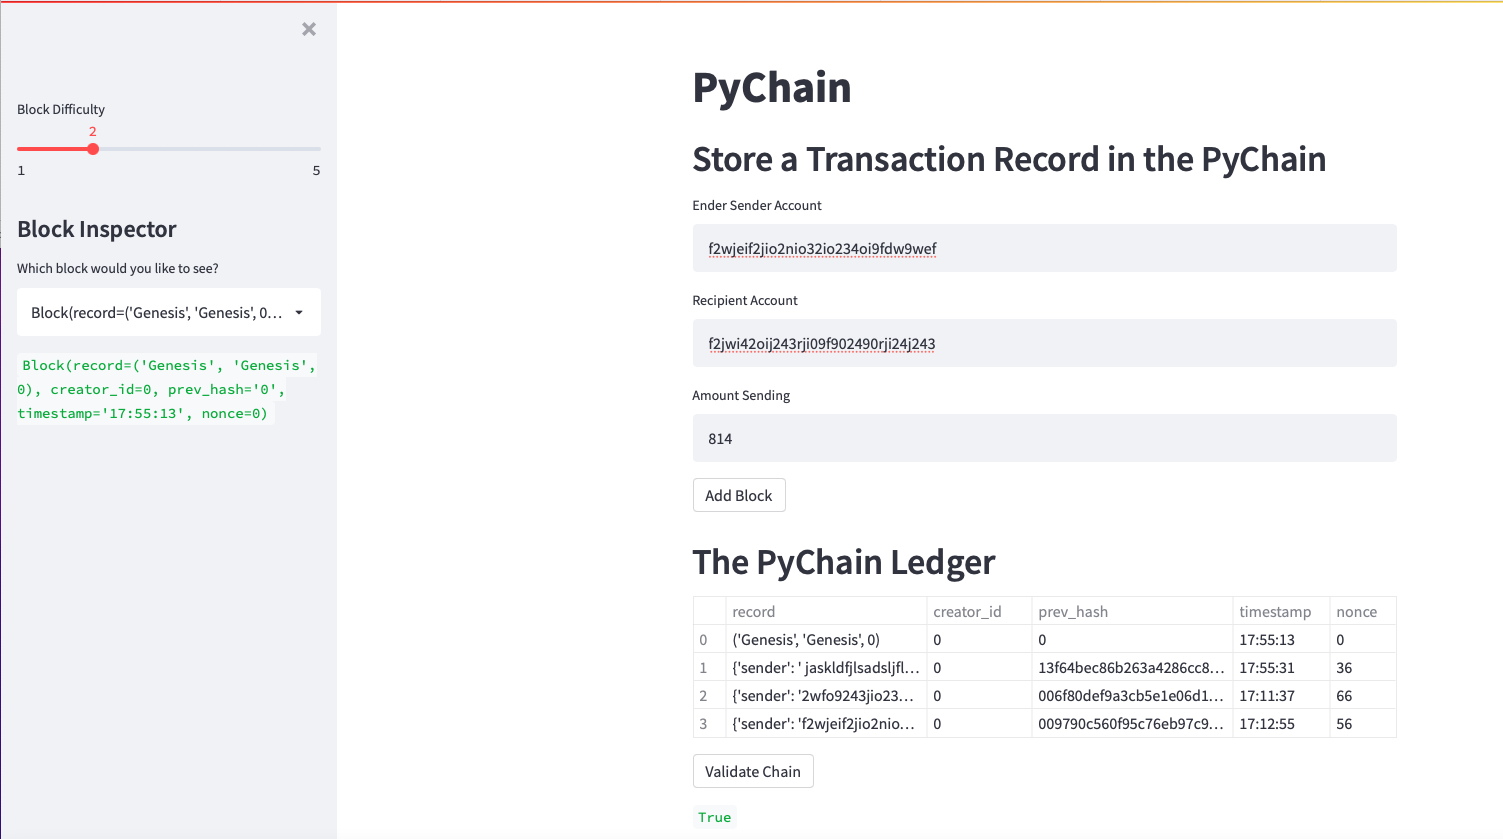 ×
Block Difficulty
2
1 5
Block Inspector
Which block would you like to see?
Block(record=('Genesis', 'Genesis', 0...
Block(record=('Genesis', 'Genesis',
0), creator_id=0, prev_hash='0',
timestamp='17:55:13', nonce=0)
PyChain
Store a Transaction Record in the PyChain
Ender Sender Account
f2wjeif2jio2nio32io234oi9fdw9wef
Recipient Account
f2jwi42oij243rji09f902490rji24j243
Amount Sending
814
Add Block
The PyChain Ledger
record creator_id prev_hash timestamp nonce
0 ('Genesis', 'Genesis', 0) 0 0 17:55:13 0
1 {'sender': ' jaskldfjlsadsljfl... 0 13f64bec86b263a4286cc8... 17:55:31 36
2 {'sender': '2wfo9243jio23... 0 006f80def9a3cb5e1e06d1... 17:11:37 66
3 {'sender': 'f2wjeif2jio2nio... 0 009790c560f95c76eb97c9... 17:12:55 56
Validate Chain
True